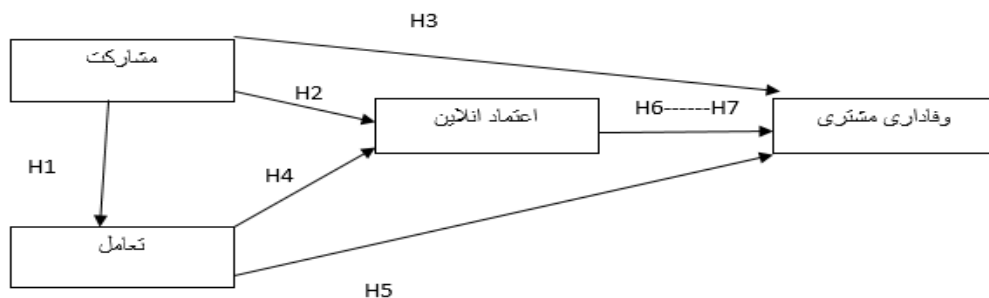 H3
مشارکت
H2
اعتماد انلاین
H6------H7
وفاداری مشتری
H1
H4
تعامل
H5